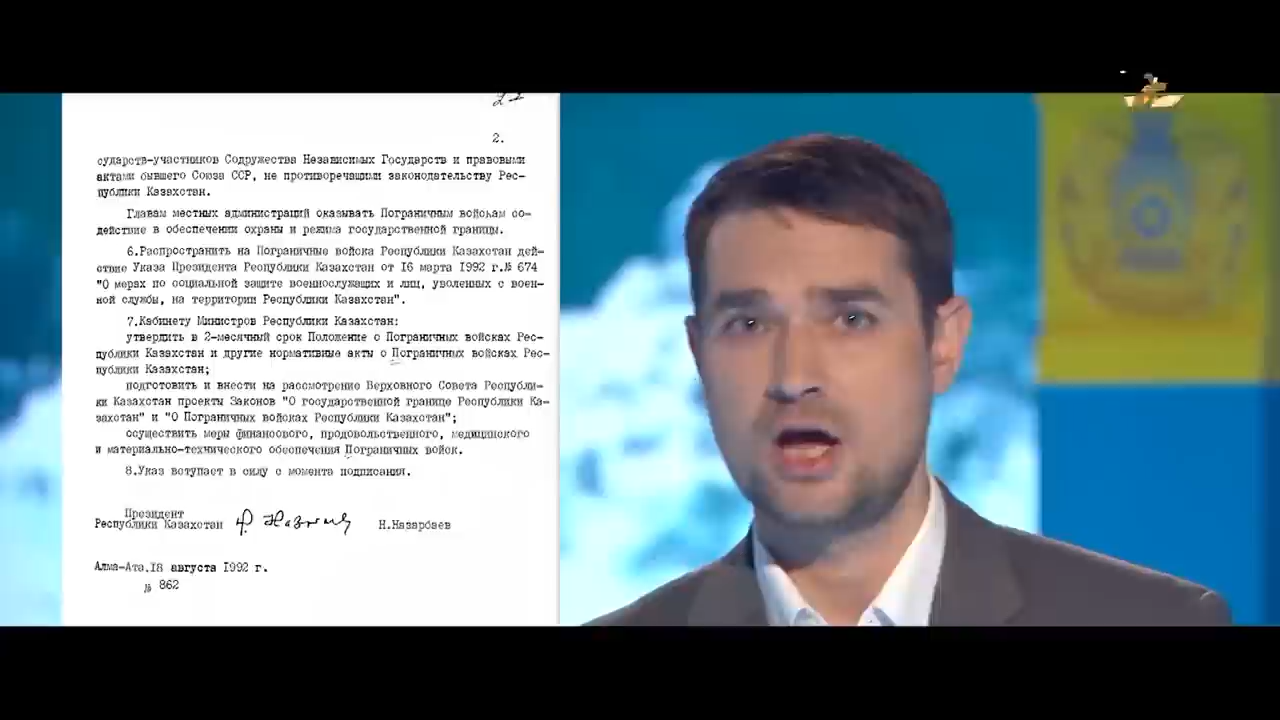 2.
сударств-участников Содружества Независимых Государств и правовыми
актами бывшего Союза ССР, не противоречащими законодательству Рес-
публики Казахстан.
Главам местных администраций оказывать Пограничным войскам со-
действие в обеспечении охраны и режима государственной границы.
6.Распространить на Пограничные войска Республики Казахстан дей-
ствие Указа Президента Республики Казахстан от 16 марта 1992 г.№ 674
"О мерах по социальной защите военнослужащих и лиц, уволенных с воен-
ной службы, на территории Республики Казахстан".
7.Кабинету Министров Республики Казахстан:
утвердить в 2-месячный срок Положение о Пограничных войсках Рес-
публики Казахстан и другие нормативные акты о Пограничных войсках Рес-
публики Казахстан;
подготовить и внести на рассмотрение Верховного Совета Республи-
ки Казахстан проекты Законов "О государственной границе Республики Ка-
захстан" и "О Пограничных войсках Республики Казахстан";
осуществить меры финансового, продовольственного, медицинского
и материально-технического обеспечения Пограничных войск.
8.Указ вступает в силу с момента подписания.
Президент
Республики Казахстан Н.Назарбаев
Алма-Ата.18 августа 1992 г.
№ 862